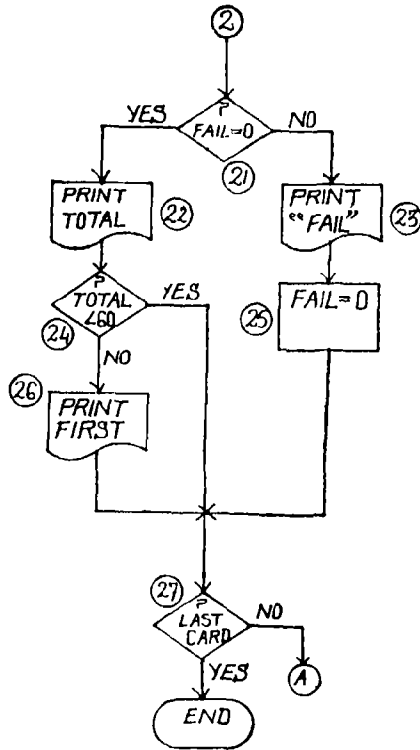 2
YES
?
FAIL=0
NO
21
PRINT
TOTAL
22
PRINT
"FAIL"
23
?
TOTAL
<60
YES
24
NO
FAIL=0
25
26
PRINT
FIRST
27
?
LAST
CARD
NO
YES
A
END